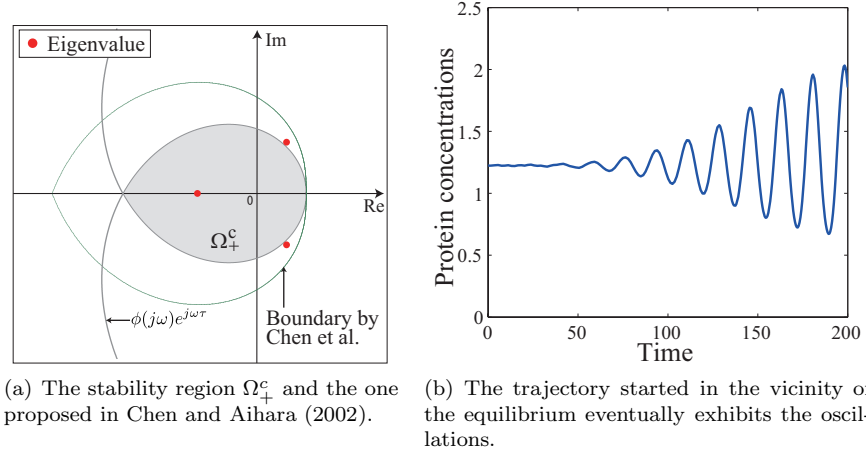 Eigenvalue
Im
0
Re
Ω₊ᶜ
ϕ(jω)e^{jωτ}
Boundary by
Chen et al.
(a) The stability region Ω₊ᶜ and the one
proposed in Chen and Aihara (2002).
Protein concentrations
2.5
2
1.5
1
0.5
0
0
50
100
150
200
Time
(b) The trajectory started in the vicinity of
the equilibrium eventually exhibits the oscil-
lations.